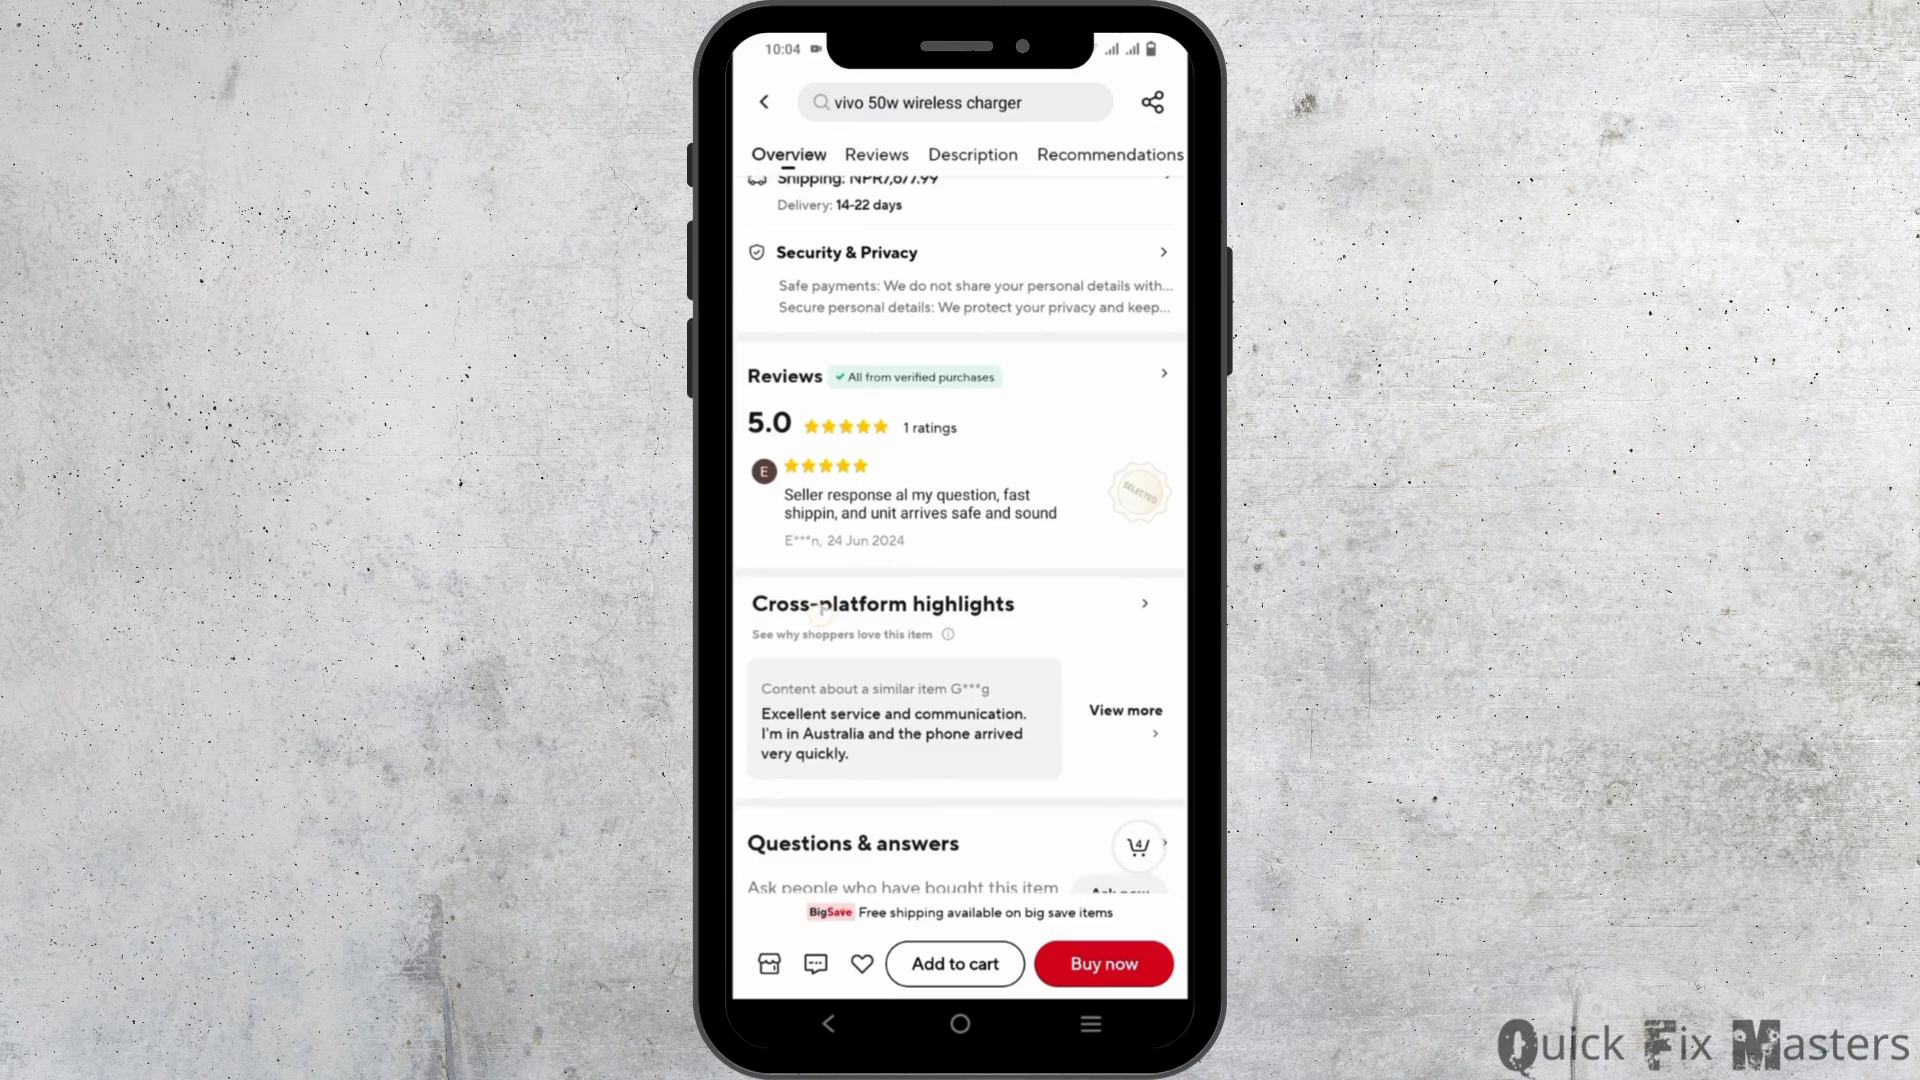 10:04
vivo 50w wireless charger
Overview Reviews Description Recommendations
Shipping: NPR7,677.99
Delivery: 14-22 days
Security & Privacy
Safe payments: We do not share your personal details with...
Secure personal details: We protect your privacy and keep...
Reviews ✓ All from verified purchases
5.0 1 ratings
E
Seller response al my question, fast
shippin, and unit arrives safe and sound
SELECTED
E***n, 24 Jun 2024
Cross-platform highlights
See why shoppers love this item
Content about a similar item G***g
Excellent service and communication.
I'm in Australia and the phone arrived
very quickly.
View more
Questions & answers
4
Ask people who have bought this item
Ask now
BigSave Free shipping available on big save items
Add to cart
Buy now
Quick Fix Masters